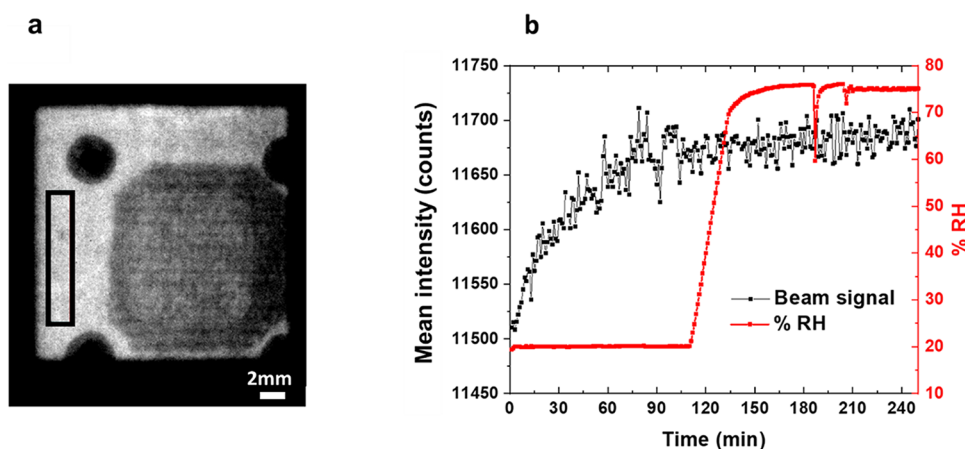 a
b
2mm
Mean intensity (counts)
11750
11700
11650
11600
11550
11500
11450
80
70
60
50
40
30
20
10
% RH
Beam signal
% RH
0 30 60 90 120 150 180 210 240
Time (min)